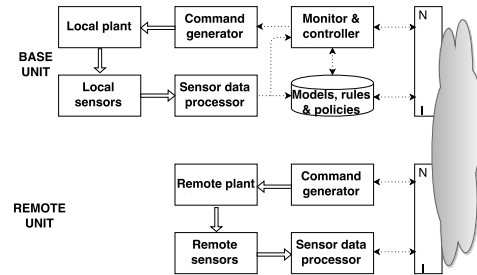 Local plant
Command
generator
Monitor &
controller
N
BASE
UNIT
Local
sensors
Sensor data
processor
Models, rules
& policies
I
Remote plant
Command
generator
N
REMOTE
UNIT
Remote
sensors
Sensor data
processor
I